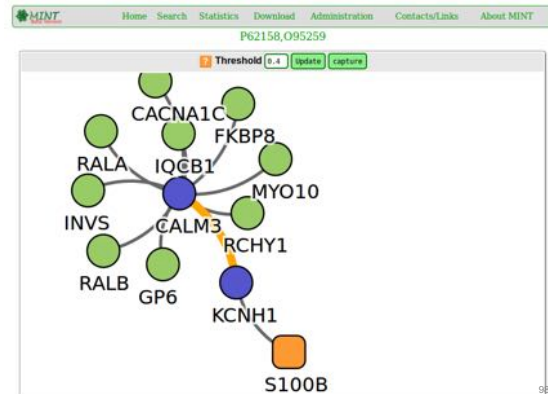 MINT
Home Search Statistics Download Administration Contacts/Links About MINT
P62158,O95259
? Threshold 0.4 Update capture
CACNA1C
FKBP8
RALA
IQCB1
MYO10
INVS
CALM3
RCHY1
RALB
GP6
KCNH1
S100B